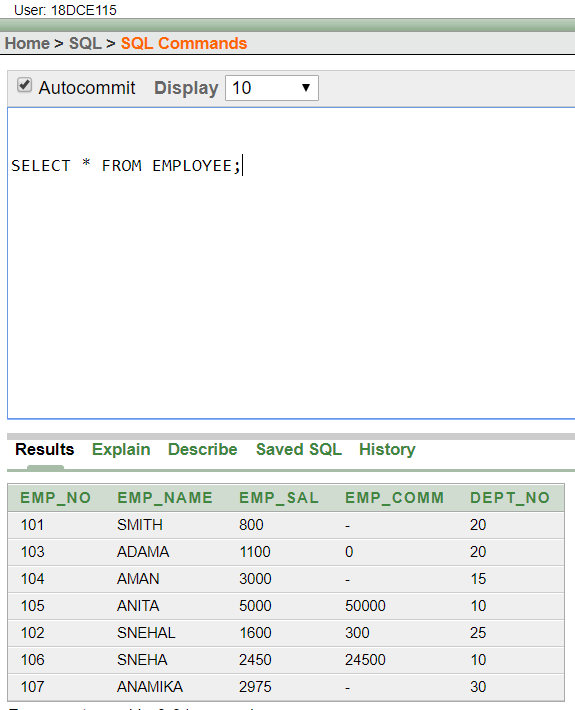 User: 18DCE115
Home > SQL > SQL Commands
Autocommit Display 10
SELECT * FROM EMPLOYEE;
Results Explain Describe Saved SQL History
EMP_NO EMP_NAME EMP_SAL EMP_COMM DEPT_NO
101 SMITH 800 - 20
103 ADAMA 1100 0 20
104 AMAN 3000 - 15
105 ANITA 5000 50000 10
102 SNEHAL 1600 300 25
106 SNEHA 2450 24500 10
107 ANAMIKA 2975 - 30